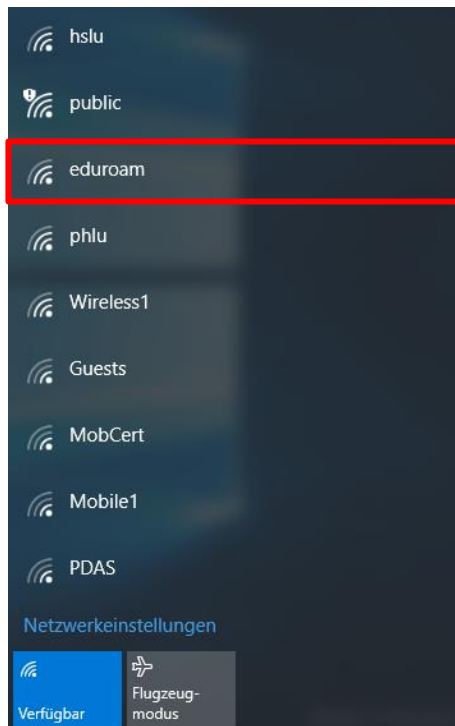 hslu
public
eduroam
phlu
Wireless1
Guests
MobCert
Mobile1
PDAS
Netzwerkeinstellungen
Verfügbar
Flugzeug-
modus